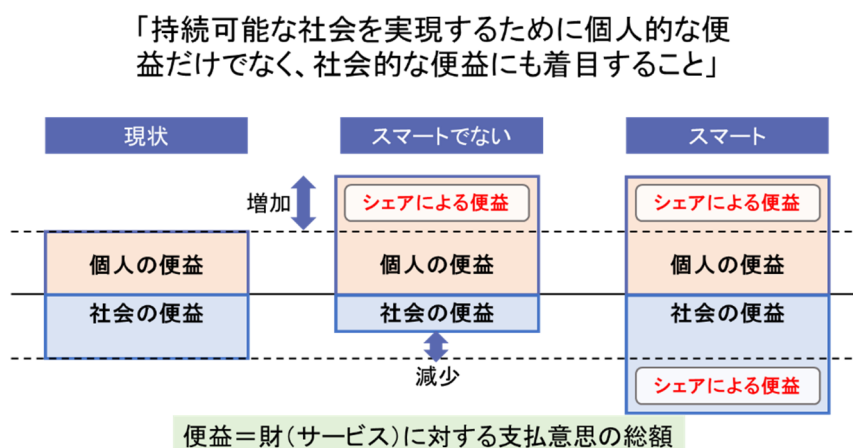 「持続可能な社会を実現するために個人的な便
益だけでなく、社会的な便益にも着目すること」
現状
スマートでない
スマート
増加
シェアによる便益
シェアによる便益
個人の便益
個人の便益
個人の便益
社会の便益
社会の便益
社会の便益
減少
シェアによる便益
便益＝財（サービス）に対する支払意思の総額